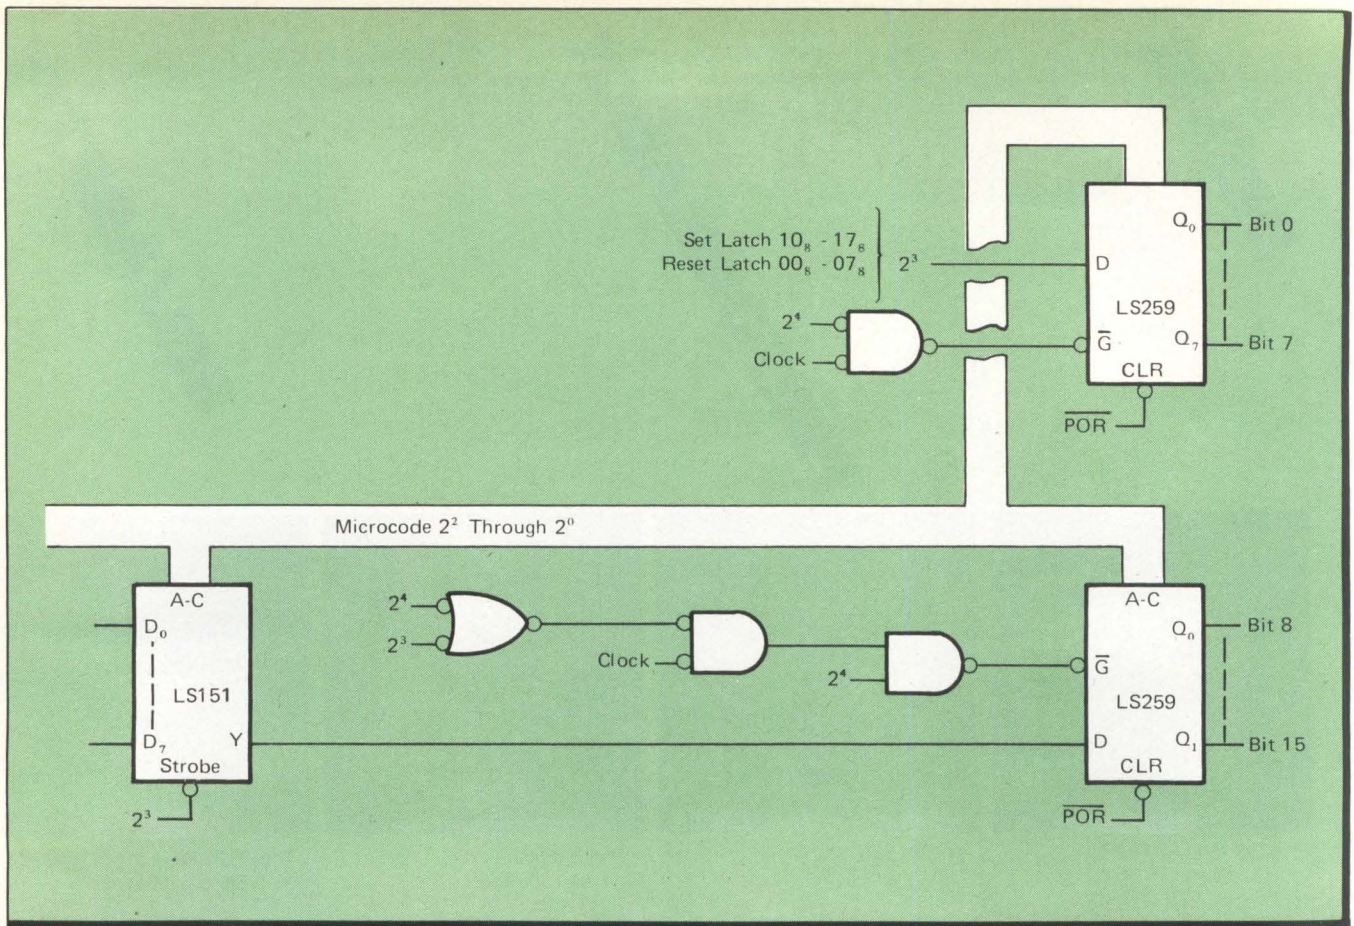 Set Latch 10₈ - 17₈
Reset Latch 00₈ - 07₈
2³
2⁴
Clock
Q₀
Bit 0
D
LS259
G̅
Q₇
Bit 7
CLR
P̅O̅R̅
Microcode 2² Through 2⁰
A-C
D₀
LS151
D₇
Y
Strobe
2³
2⁴
2³
Clock
2⁴
A-C
Q₀
Bit 8
G̅
LS259
D
Q₁
Bit 15
CLR
P̅O̅R̅